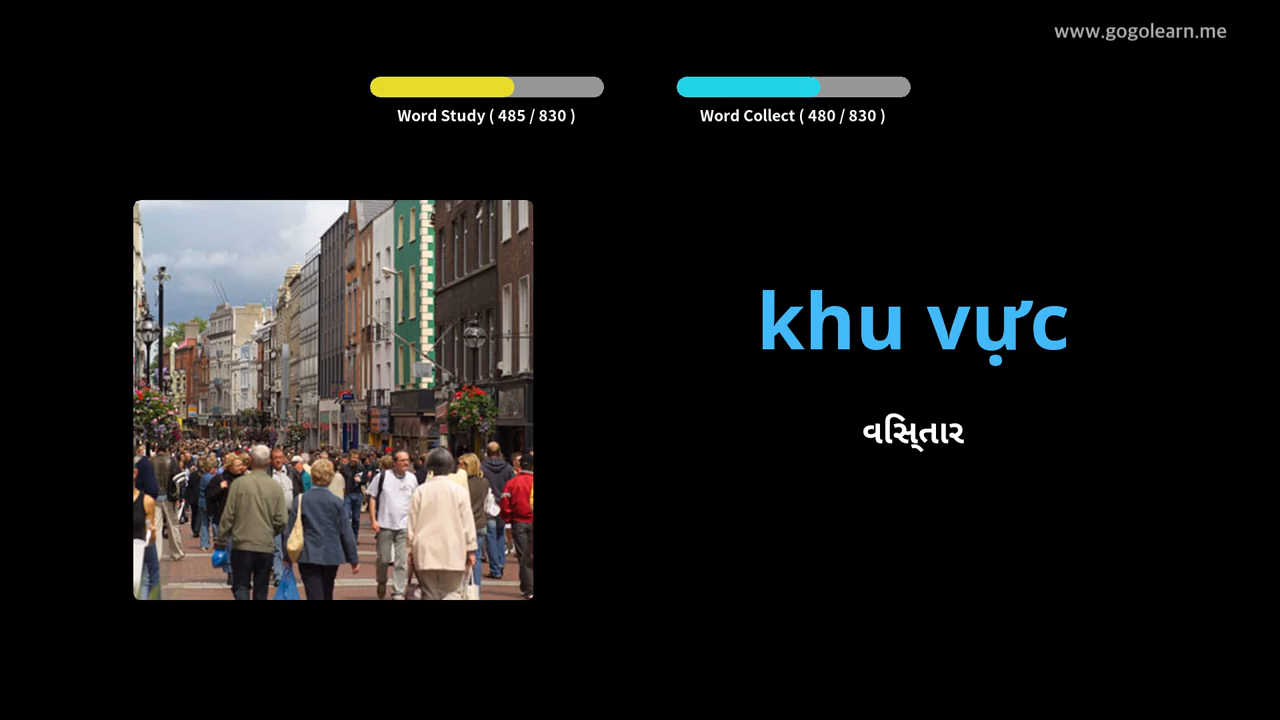 www.gogolearn.me
Word Study ( 485 / 830 )
Word Collect ( 480 / 830 )
khu vực
વિસ્તાર